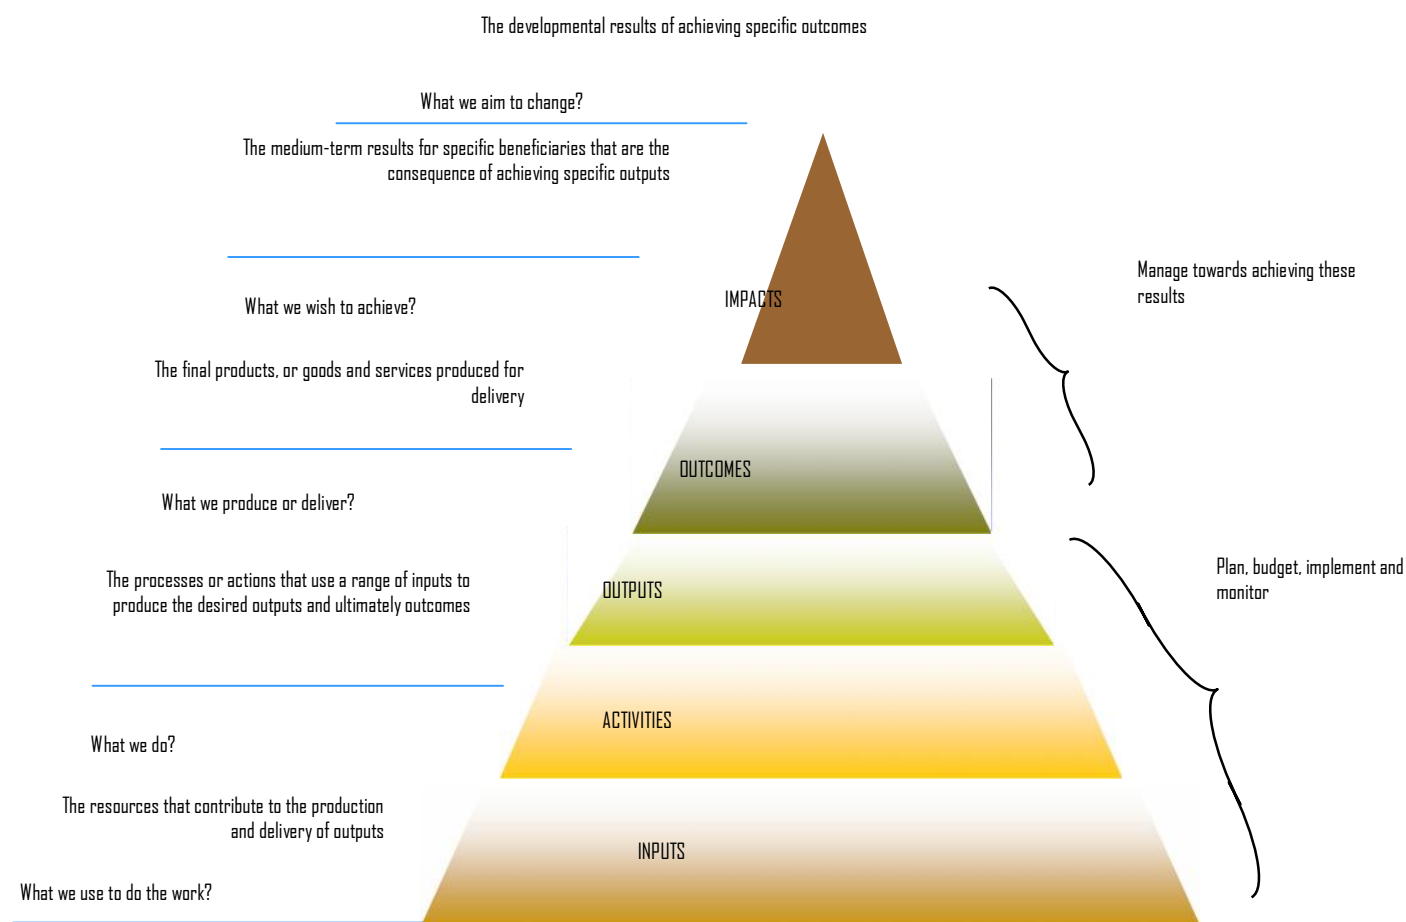 The developmental results of achieving specific outcomes
What we aim to change?
The medium-term results for specific beneficiaries that are the
consequence of achieving specific outputs
Manage towards achieving these
results
IMPACTS
What we wish to achieve?
The final products, or goods and services produced for
delivery
OUTCOMES
What we produce or deliver?
Plan, budget, implement and
monitor
The processes or actions that use a range of inputs to
produce the desired outputs and ultimately outcomes
OUTPUTS
ACTIVITIES
What we do?
The resources that contribute to the production
and delivery of outputs
INPUTS
What we use to do the work?